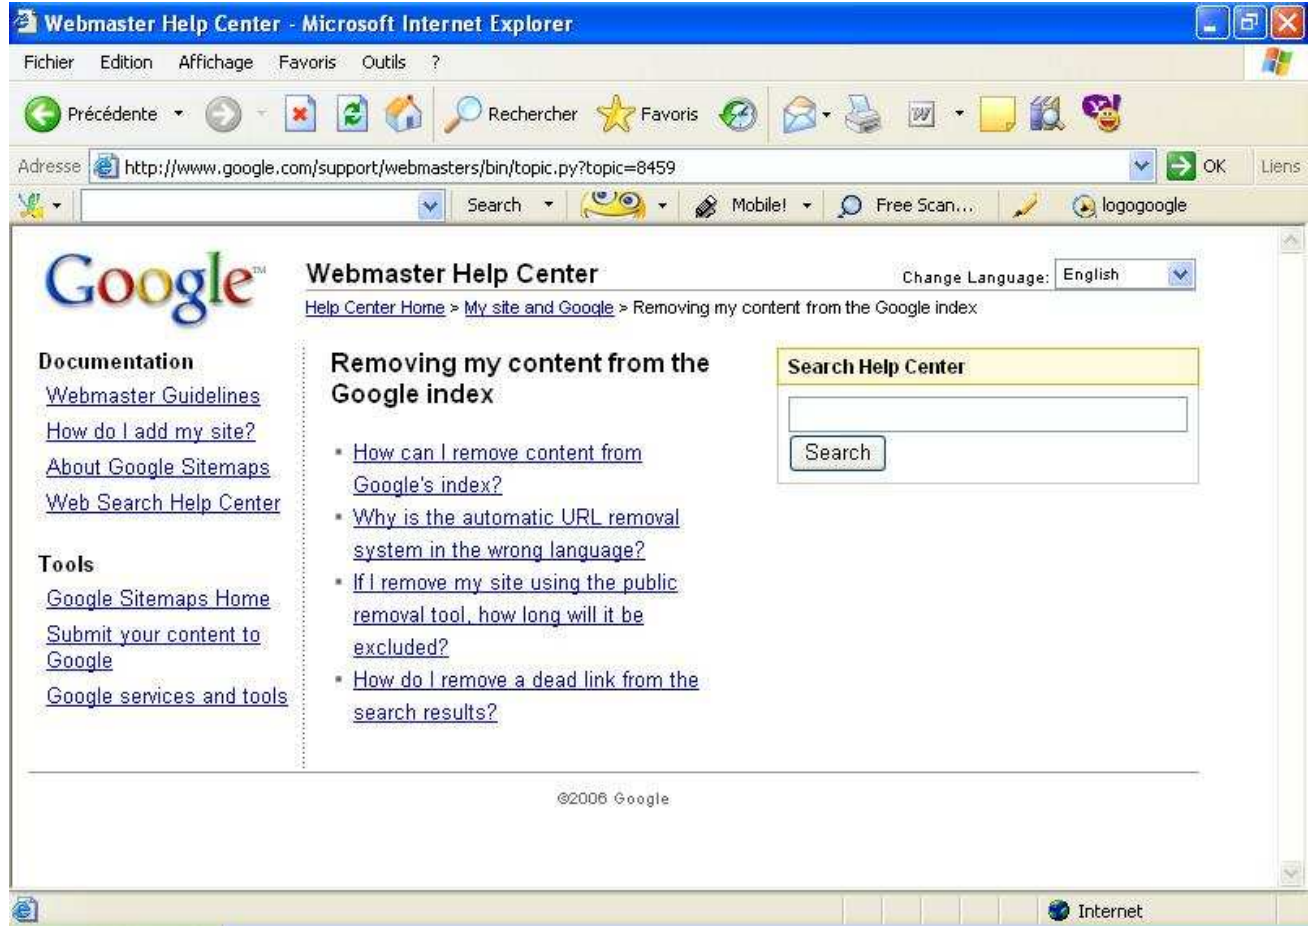 Webmaster Help Center - Microsoft Internet Explorer
Fichier Edition Affichage Favoris Outils ?
Précédente Rechercher Favoris
Adresse http://www.google.com/support/webmasters/bin/topic.py?topic=8459 OK Liens
Search Mobile! Free Scan... logogoogle
Google™
Webmaster Help Center
Change Language: English
Help Center Home > My site and Google > Removing my content from the Google index
Documentation
Webmaster Guidelines
How do I add my site?
About Google Sitemaps
Web Search Help Center
Tools
Google Sitemaps Home
Submit your content to
Google
Google services and tools
Removing my content from the
Google index
How can I remove content from
Google's index?
Why is the automatic URL removal
system in the wrong language?
If I remove my site using the public
removal tool, how long will it be
excluded?
How do I remove a dead link from the
search results?
Search Help Center
Search
©2006 Google
Internet